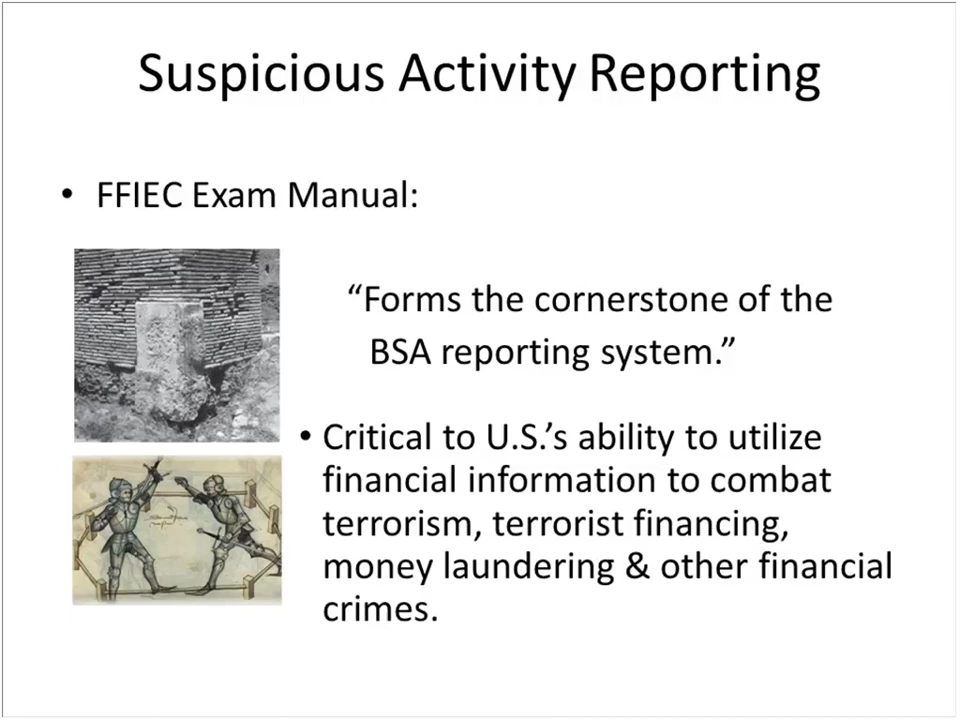 Suspicious Activity Reporting
• FFIEC Exam Manual:
“Forms the cornerstone of the
BSA reporting system.”
• Critical to U.S.’s ability to utilize
financial information to combat
terrorism, terrorist financing,
money laundering & other financial
crimes.